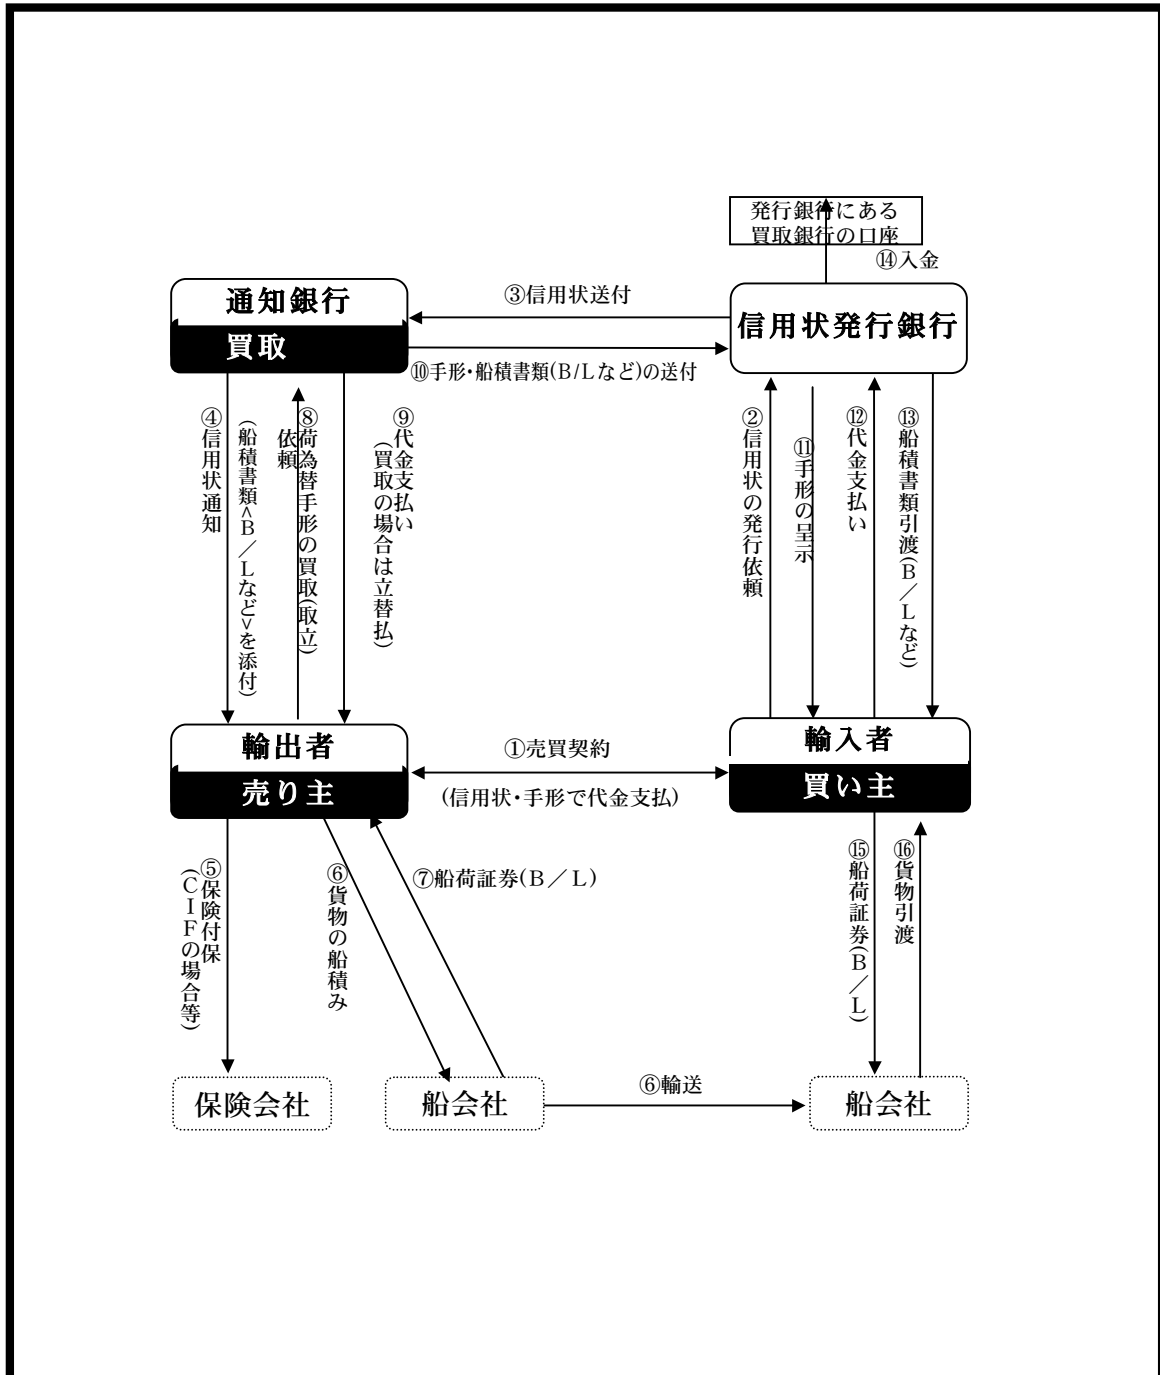 発行銀行にある
買取銀行の口座
⑭入金
通知銀行
買取
③信用状送付
信用状発行銀行
⑩手形・船積書類(B/Lなど)の送付
④信用状通知
(船積書類<B／Lなど>を添付)
⑧荷為替手形の買取(取立)
依頼
⑨代金支払い
(買取の場合は立替払)
②信用状の発行依頼
⑪手形の呈示
⑫代金支払い
⑬船積書類引渡(B／Lなど)
輸出者
売り主
①売買契約
(信用状・手形で代金支払)
輸入者
買い主
⑤保険付保
(CIFの場合等)
⑥貨物の船積み
⑦船荷証券(B／L)
⑮船荷証券(B／L)
⑯貨物引渡
保険会社
船会社
⑥輸送
船会社